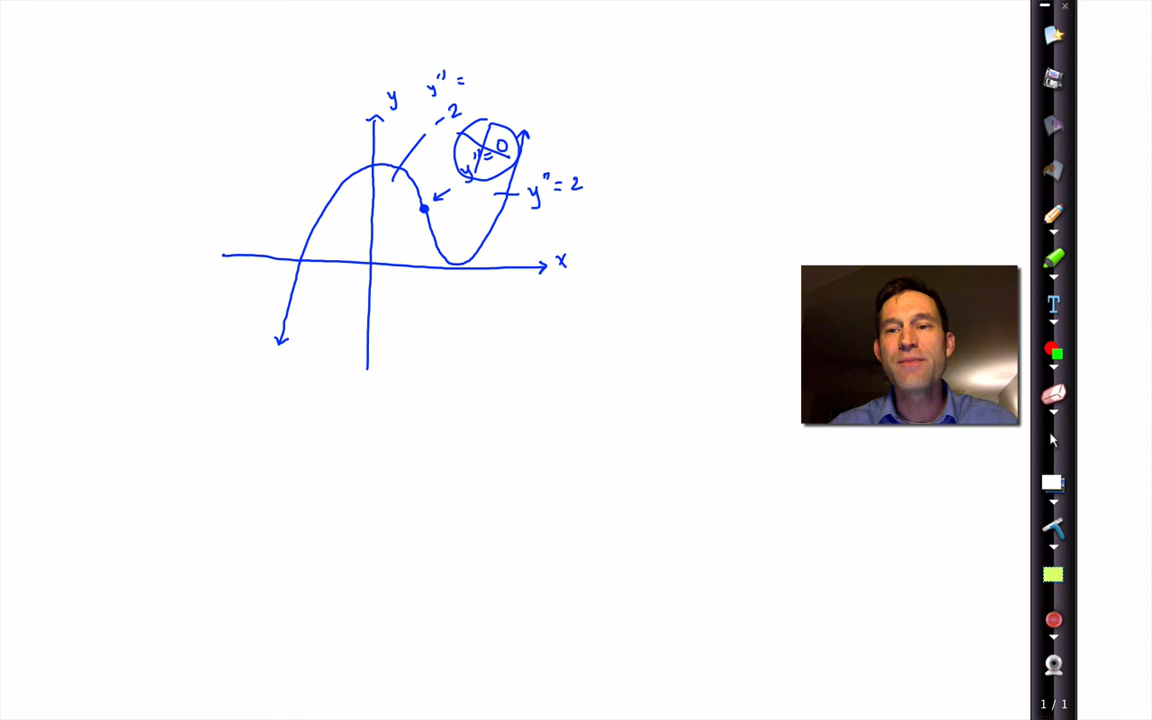 y
y'' =
-2
y'' = 0
y'' = 2
x
T
1 / 1